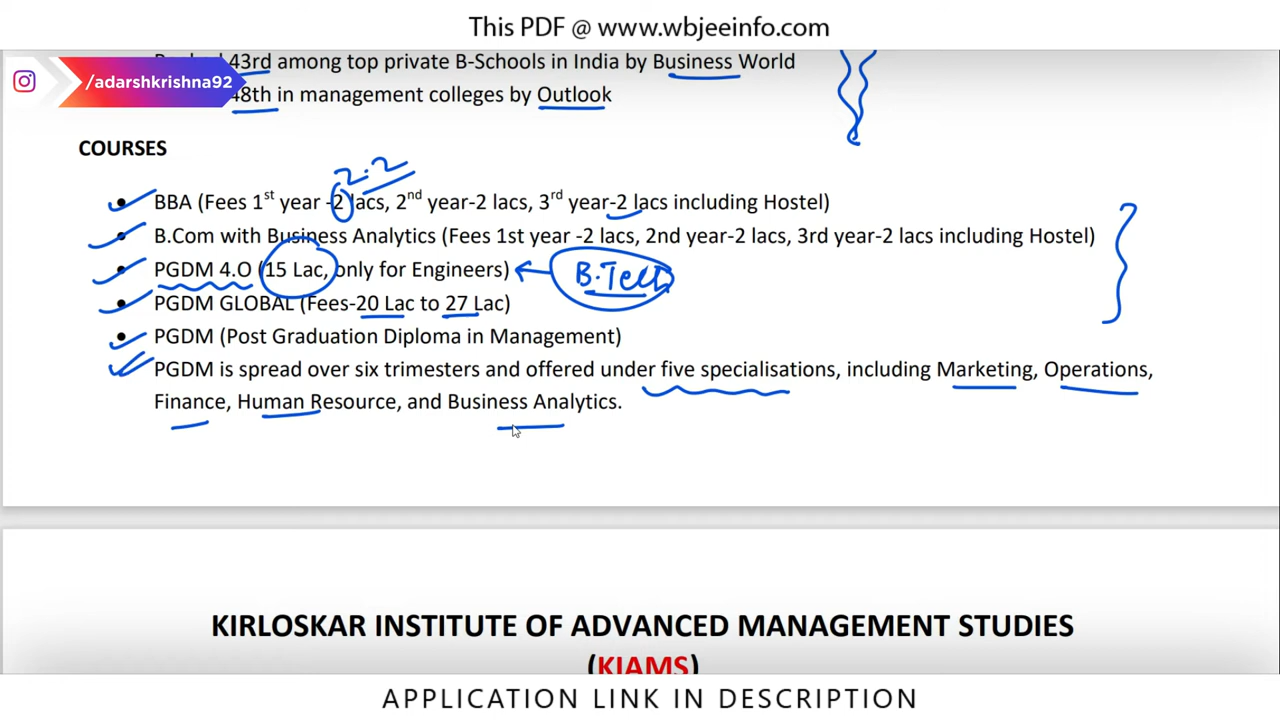 This PDF @ www.wbjeeinfo.com
43rd among top private B-Schools in India by Business World
/adarshkrishna92
48th in management colleges by Outlook
COURSES
2.2
BBA (Fees 1st year -2 lacs, 2nd year-2 lacs, 3rd year-2 lacs including Hostel)
B.Com with Business Analytics (Fees 1st year -2 lacs, 2nd year-2 lacs, 3rd year-2 lacs including Hostel)
PGDM 4.O (15 Lac, only for Engineers) B.Tech
PGDM GLOBAL (Fees-20 Lac to 27 Lac)
PGDM (Post Graduation Diploma in Management)
PGDM is spread over six trimesters and offered under five specialisations, including Marketing, Operations,
Finance, Human Resource, and Business Analytics.
KIRLOSKAR INSTITUTE OF ADVANCED MANAGEMENT STUDIES
(KIAMS)
APPLICATION LINK IN DESCRIPTION